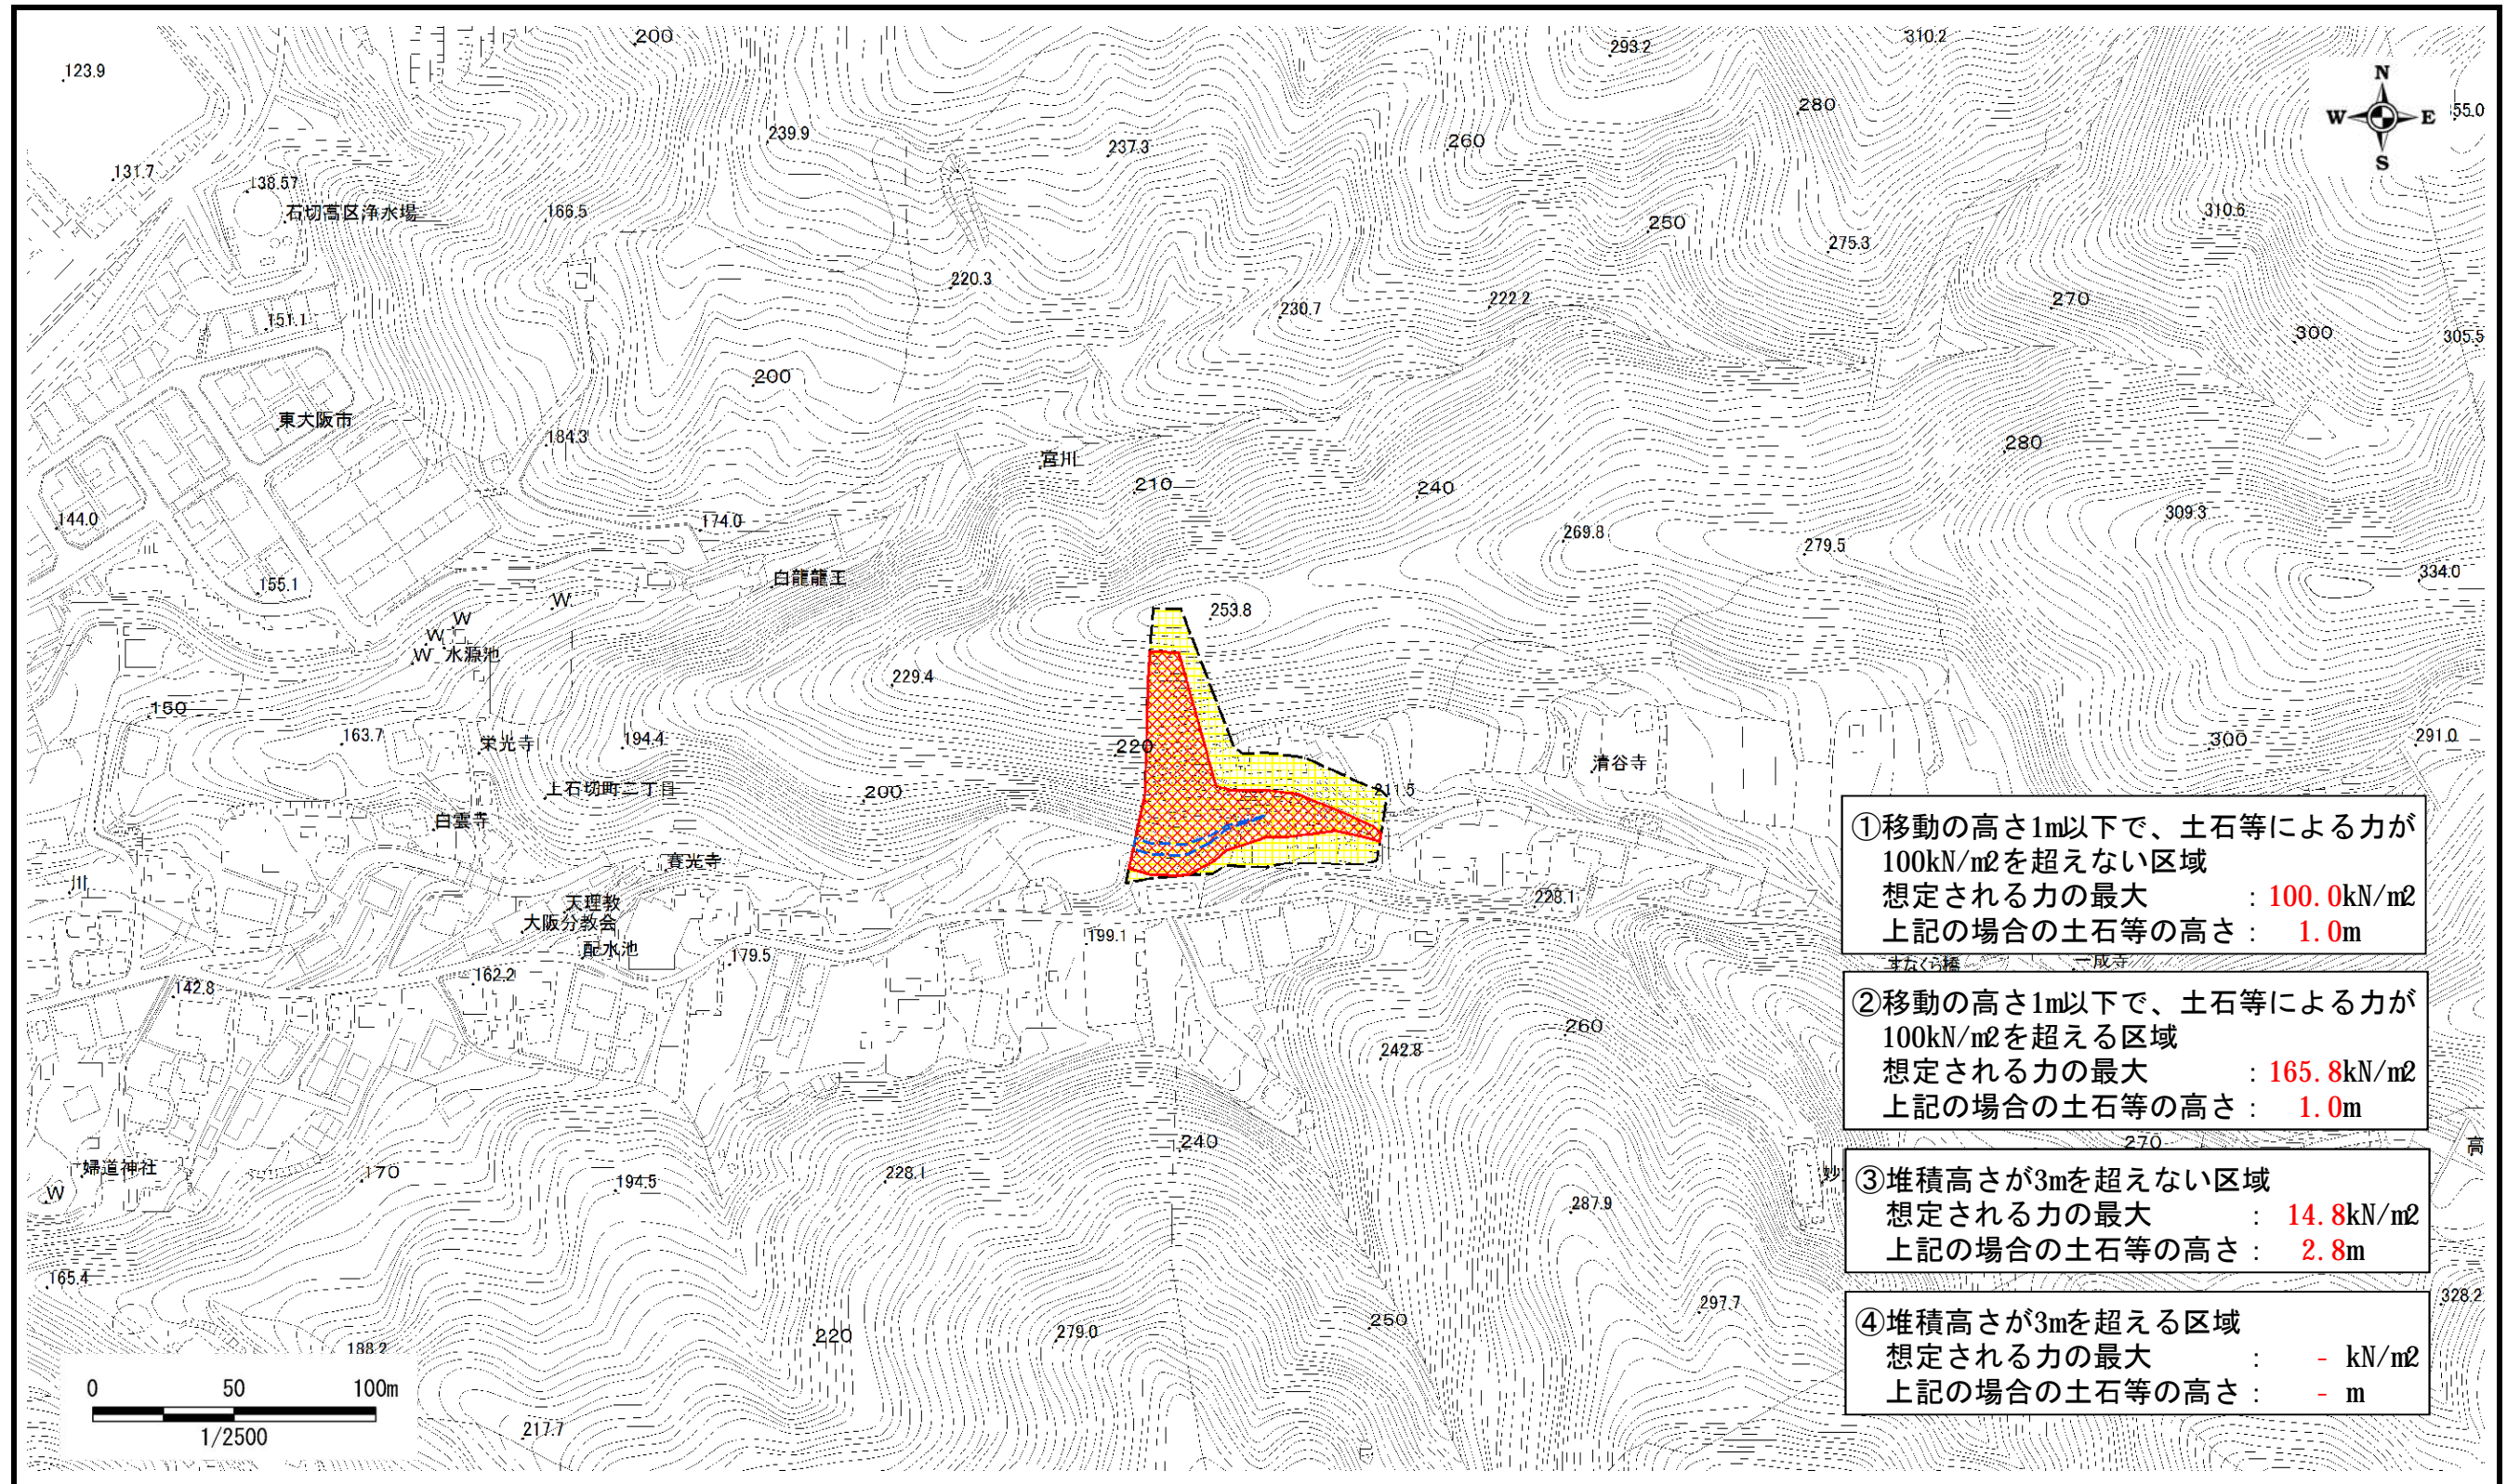 200
293.2
310.2
123.9
N
W E
S
280
55.0
239.9
260
237.3
131.7
138.57
石切高区浄水場
166.5
310.6
250
275.3
220.3
222.2
270
230.7
151.1
300
305.5
200
東大阪市
184.3
280
宮川
210
240
309.3
144.0
174.0
269.8
279.5
白龍龍王
334.0
155.1
W
253.8
W
W
W 水源池
229.4
150
163.7
栄光寺
194.4
220
300
291.0
清谷寺
上石切町二丁目
200
211.5
白雲寺
川
228.1
天理教
大阪分教会
199.1
配水池
179.5
162.2
142.8
すなくら橋
一成寺
①移動の高さ1m以下で、土石等による力が
100kN/m2を超えない区域
想定される力の最大 : 100.0kN/m2
上記の場合の土石等の高さ : 1.0m
②移動の高さ1m以下で、土石等による力が
100kN/m2を超える区域
想定される力の最大 : 165.8kN/m2
上記の場合の土石等の高さ : 1.0m
260
242.8
240
270
高
婦道神社
170
228.1
194.5
W
妙
287.9
③堆積高さが3mを超えない区域
想定される力の最大 : 14.8kN/m2
上記の場合の土石等の高さ : 2.8m
165.4
297.7
328.2
④堆積高さが3mを超える区域
想定される力の最大 : - kN/m2
上記の場合の土石等の高さ : - m
250
279.0
220
188.2
0 50 100m
1/2500
217.7